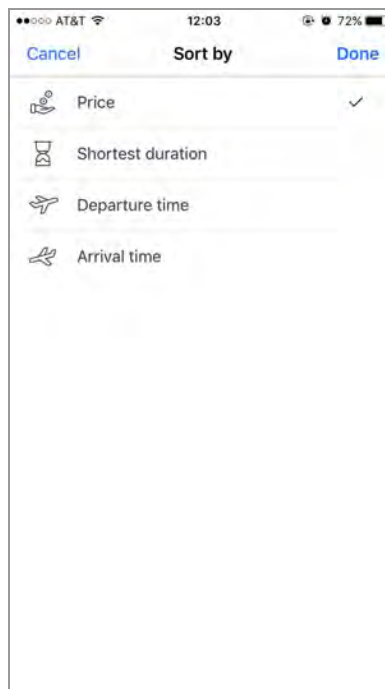 AT&T 12:03 72%
Cancel Sort by Done
Price
Shortest duration
Departure time
Arrival time